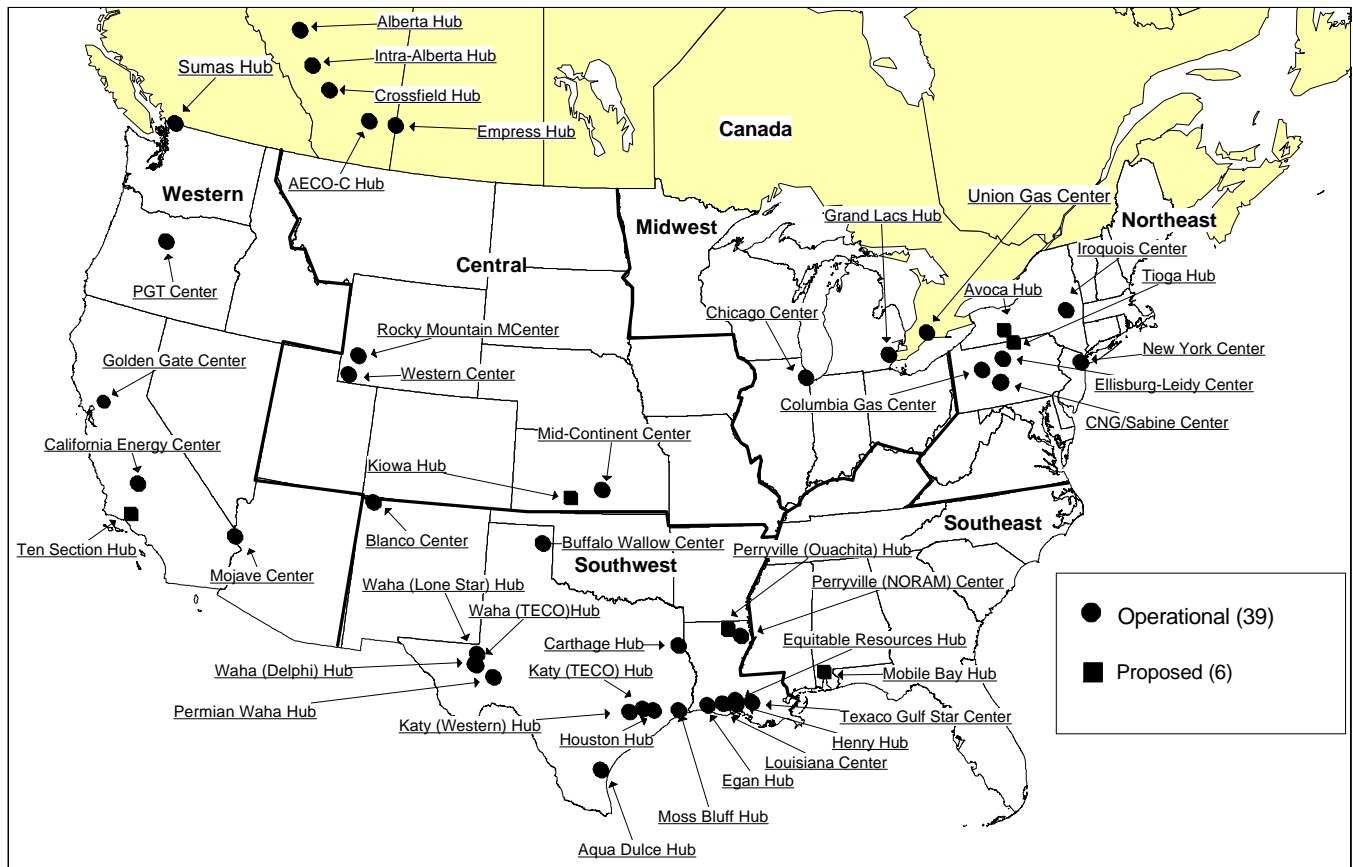 Alberta Hub
Intra-Alberta Hub
Sumas Hub
Crossfield Hub
Empress Hub
Canada
AECO-C Hub
Western
Union Gas Center
Grand Lacs Hub
Northeast
Midwest
Iroquois Center
Central
Tioga Hub
PGT Center
Avoca Hub
Chicago Center
Rocky Mountain MCenter
New York Center
Golden Gate Center
Western Center
Ellisburg-Leidy Center
Columbia Gas Center
CNG/Sabine Center
Mid-Continent Center
California Energy Center
Kiowa Hub
Southeast
Ten Section Hub
Blanco Center
Buffalo Wallow Center
Perryville (Ouachita) Hub
Southwest
Mojave Center
Waha (Lone Star) Hub
Perryville (NORAM) Center
Waha (TECO)Hub
Operational (39)
Equitable Resources Hub
Carthage Hub
Waha (Delphi) Hub
Katy (TECO) Hub
Mobile Bay Hub
Proposed (6)
Permian Waha Hub
Katy (Western) Hub
Texaco Gulf Star Center
Houston Hub
Henry Hub
Louisiana Center
Egan Hub
Moss Bluff Hub
Aqua Dulce Hub